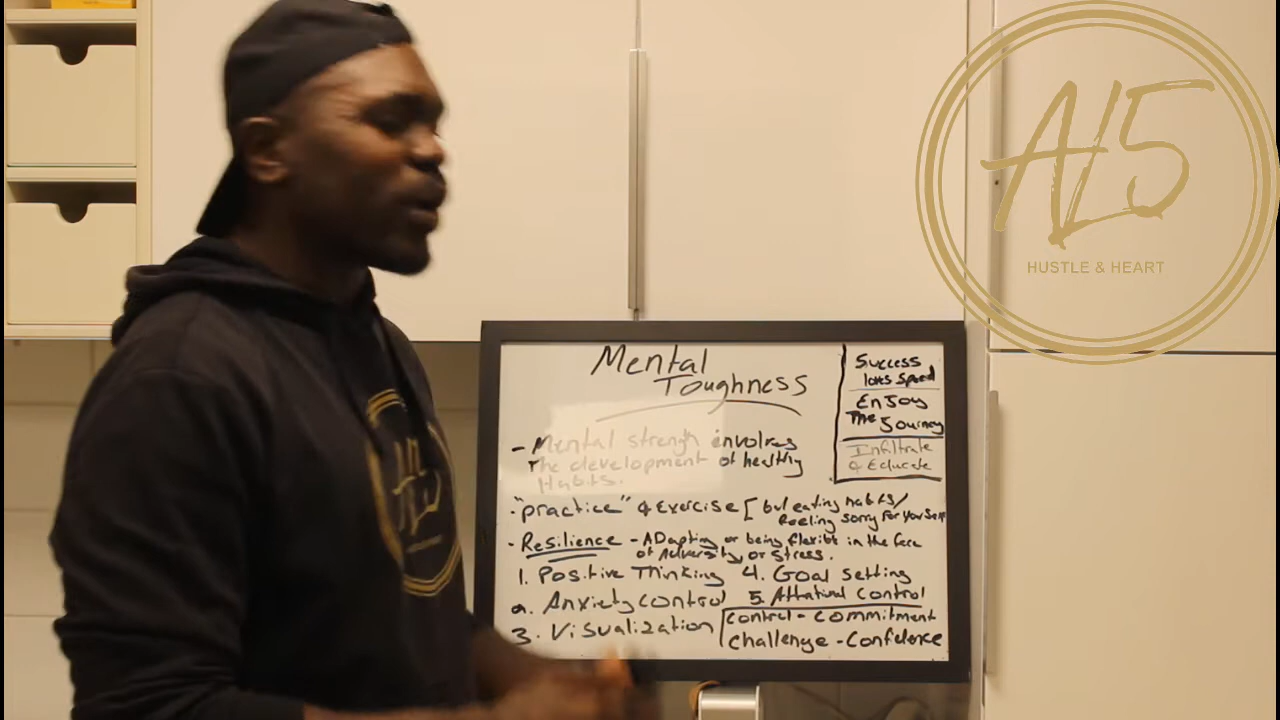 AL5
HUSTLE & HEART
Mental
Toughness
Success
loves Speed
Enjoy
The Journey
Infiltrate
& Educate
- Mental strength involves
The development of healthy
Habits.
- "practice" & Exercise [ but eating habits/
Feeling sorry For YourSelf
- Resilience - ADapting or being flexible in the face
of Adversity or Stress.
1. Positive Thinking 4. Goal setting
2. Anxiety control 5. Attentional Control
3. Visualization Control - Commitment
Challenge - Confidence